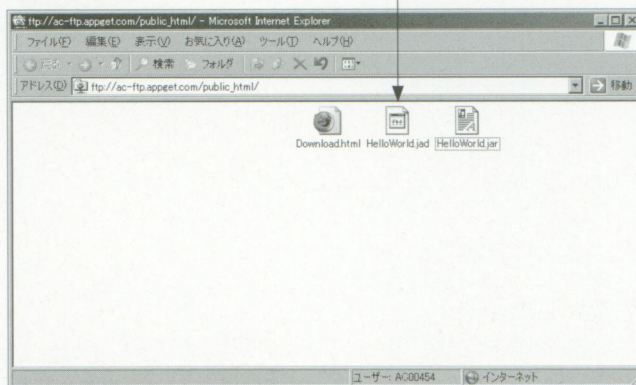 ftp://ac-ftp.appget.com/public_html/ - Microsoft Internet Explorer
ファイル(F) 編集(E) 表示(V) お気に入り(A) ツール(T) ヘルプ(H)
戻る 検索 フォルダ
アドレス(D) ftp://ac-ftp.appget.com/public_html/ 移動
Download.html HelloWorld.jad HelloWorld.jar
ユーザー: AC00454 インターネット